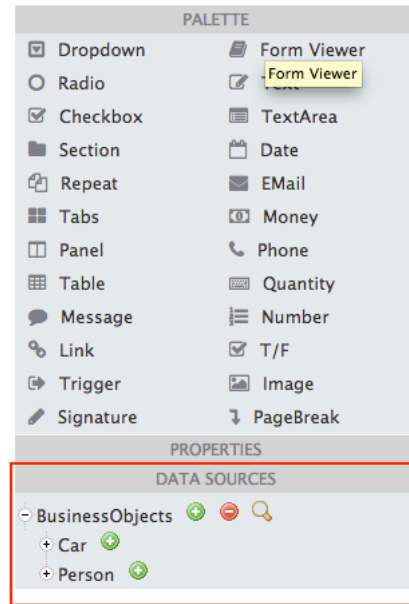 PALETTE
Dropdown Form Viewer
Radio Text
Form Viewer
Checkbox TextArea
Section Date
Repeat EMail
Tabs Money
Panel Phone
Table Quantity
Message Number
Link T/F
Trigger Image
Signature PageBreak
PROPERTIES
DATA SOURCES
BusinessObjects
Car
Person